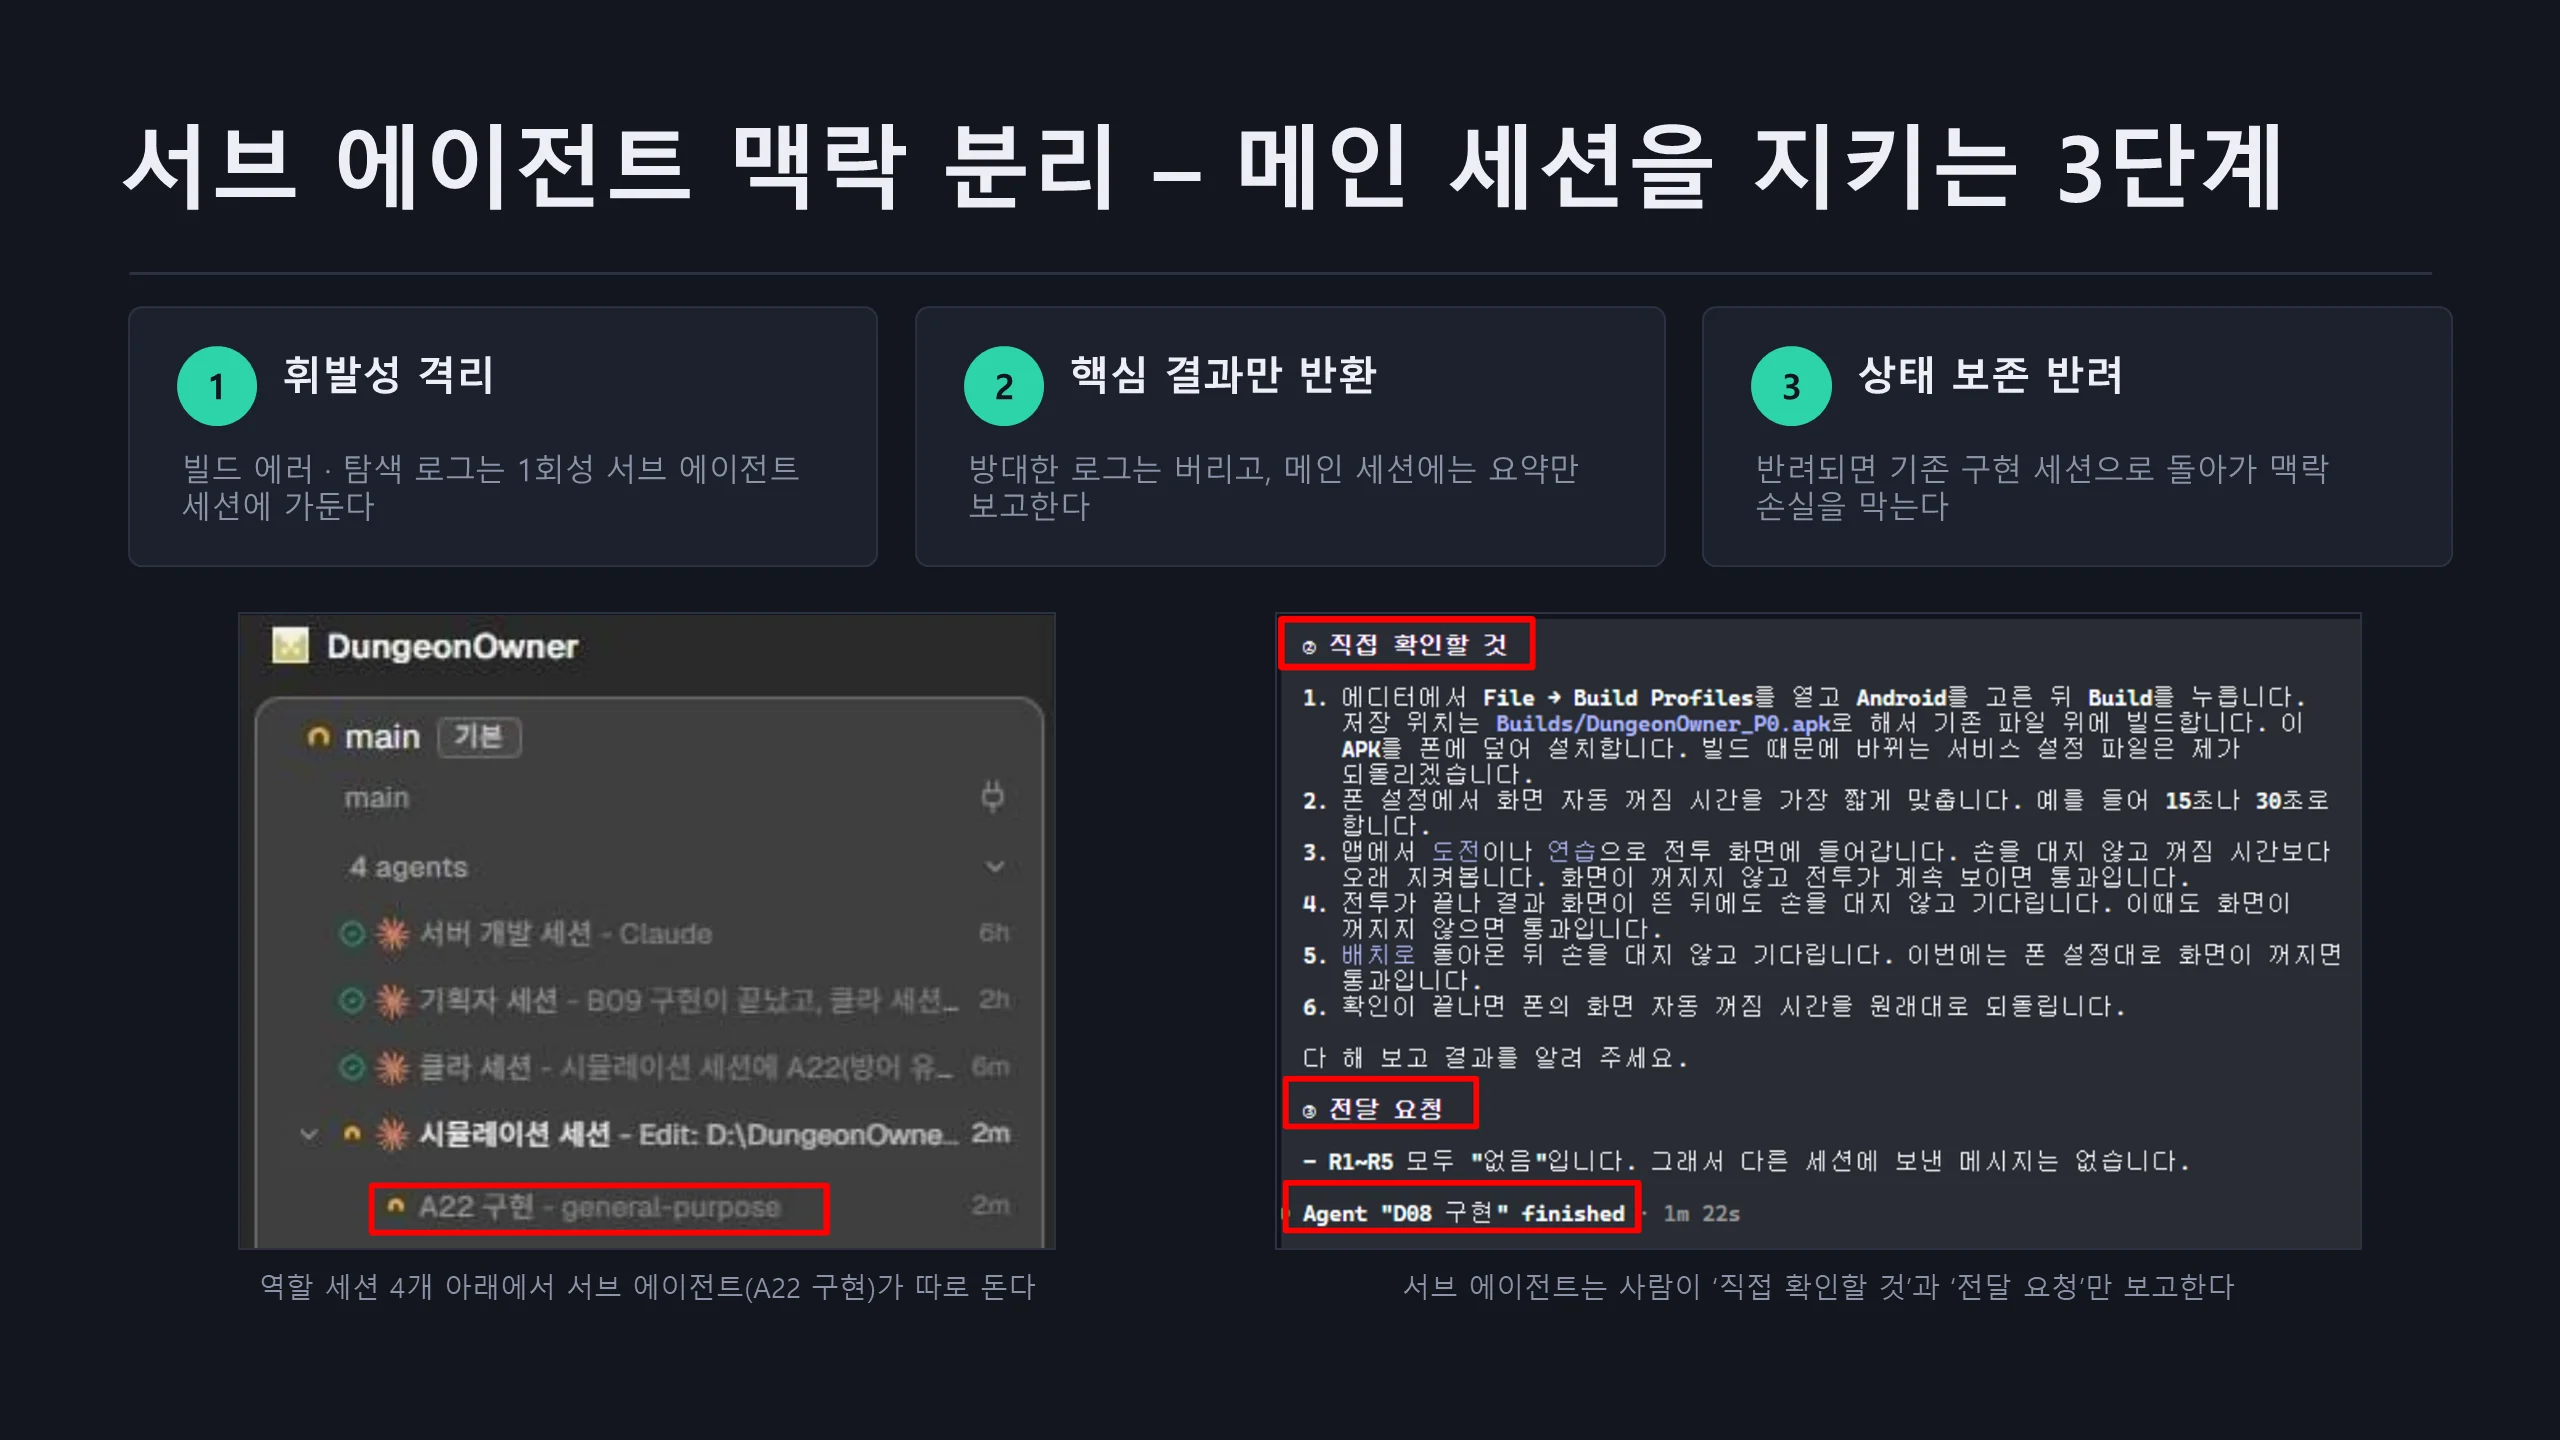 서브 에이전트 맥락 분리 – 메인 세션을 지키는 3단계
1
휘발성 격리
빌드 에러 · 탐색 로그는 1회성 서브 에이전트
세션에 가둔다
2
핵심 결과만 반환
방대한 로그는 버리고, 메인 세션에는 요약만
보고한다
3
상태 보존 반려
반려되면 기존 구현 세션으로 돌아가 맥락
손실을 막는다
DungeonOwner
main 기본
main
4 agents
서버 개발 세션 - Claude 6h
기획자 세션 - B09 구현이 끝났고, 클라 세션... 2h
클라 세션 - 시뮬레이션 세션에 A22(방어 유... 6m
시뮬레이션 세션 - Edit: D:\DungeonOwne... 2m
A22 구현 - general-purpose 2m
역할 세션 4개 아래에서 서브 에이전트(A22 구현)가 따로 돈다
② 직접 확인할 것
1. 에디터에서 File → Build Profiles를 열고 Android를 고른 뒤 Build를 누릅니다.
저장 위치는 Builds/DungeonOwner_P0.apk로 해서 기존 파일 위에 빌드합니다. 이
APK를 폰에 덮어 설치합니다. 빌드 때문에 바뀌는 서비스 설정 파일은 제가
되돌리겠습니다.
2. 폰 설정에서 화면 자동 꺼짐 시간을 가장 짧게 맞춥니다. 예를 들어 15초나 30초로
합니다.
3. 앱에서 도전이나 연습으로 전투 화면에 들어갑니다. 손을 대지 않고 꺼짐 시간보다
오래 지켜봅니다. 화면이 꺼지지 않고 전투가 계속 보이면 통과입니다.
4. 전투가 끝나 결과 화면이 뜬 뒤에도 손을 대지 않고 기다립니다. 이때도 화면이
꺼지지 않으면 통과입니다.
5. 배치로 돌아온 뒤 손을 대지 않고 기다립니다. 이번에는 폰 설정대로 화면이 꺼지면
통과입니다.
6. 확인이 끝나면 폰의 화면 자동 꺼짐 시간을 원래대로 되돌립니다.
다 해 보고 결과를 알려 주세요.
③ 전달 요청
- R1~R5 모두 "없음"입니다. 그래서 다른 세션에 보낸 메시지는 없습니다.
Agent "D08 구현" finished · 1m 22s
서브 에이전트는 사람이 ‘직접 확인할 것’과 ‘전달 요청’만 보고한다